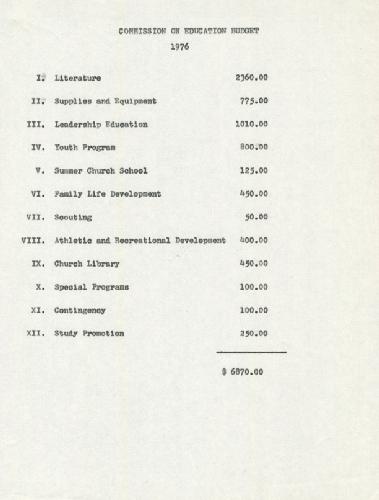 COMMISSION ON EDUCATION BUDGET
1976
I. Literature 2360.00
II. Supplies and Equipment 775.00
III. Leadership Education 1010.00
IV. Youth Program 800.00
V. Summer Church School 125.00
VI. Family Life Development 450.00
VII. Scouting 50.00
VIII. Athletic and Recreational Development 400.00
IX. Church Library 450.00
X. Special Programs 100.00
XI. Contingency 100.00
XII. Study Promotion 250.00
$ 6870.00